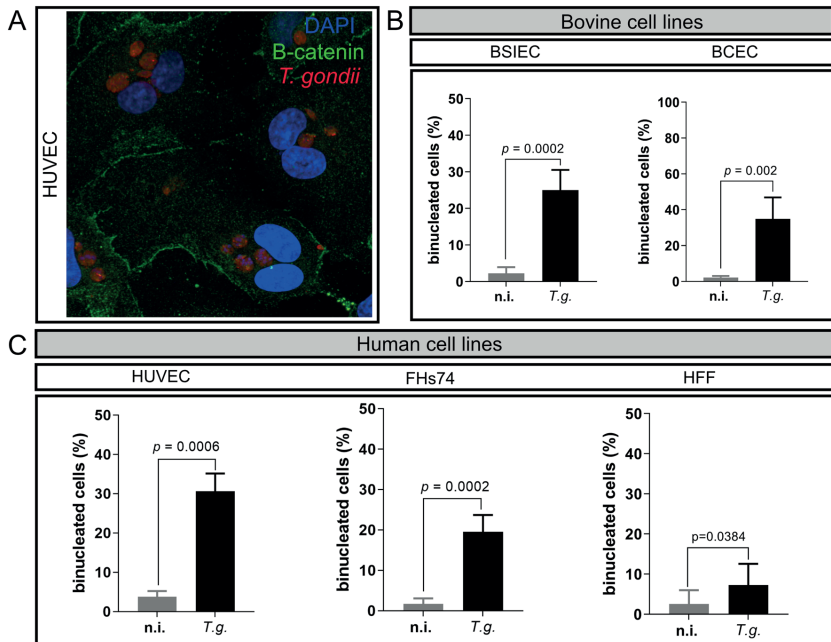 A
DAPI
B-catenin
T. gondii
HUVEC
B
Bovine cell lines
BSIEC
BCEC
binucleated cells (%)
50
40
30
20
10
0
p = 0.0002
n.i.
T.g.
binucleated cells (%)
100
80
60
40
20
0
p = 0.002
n.i.
T.g.
C
Human cell lines
HUVEC
FHs74
HFF
binucleated cells (%)
50
40
30
20
10
0
p = 0.0006
n.i.
T.g.
binucleated cells (%)
50
40
30
20
10
0
p = 0.0002
n.i.
T.g.
binucleated cells (%)
50
40
30
20
10
0
p=0.0384
n.i.
T.g.